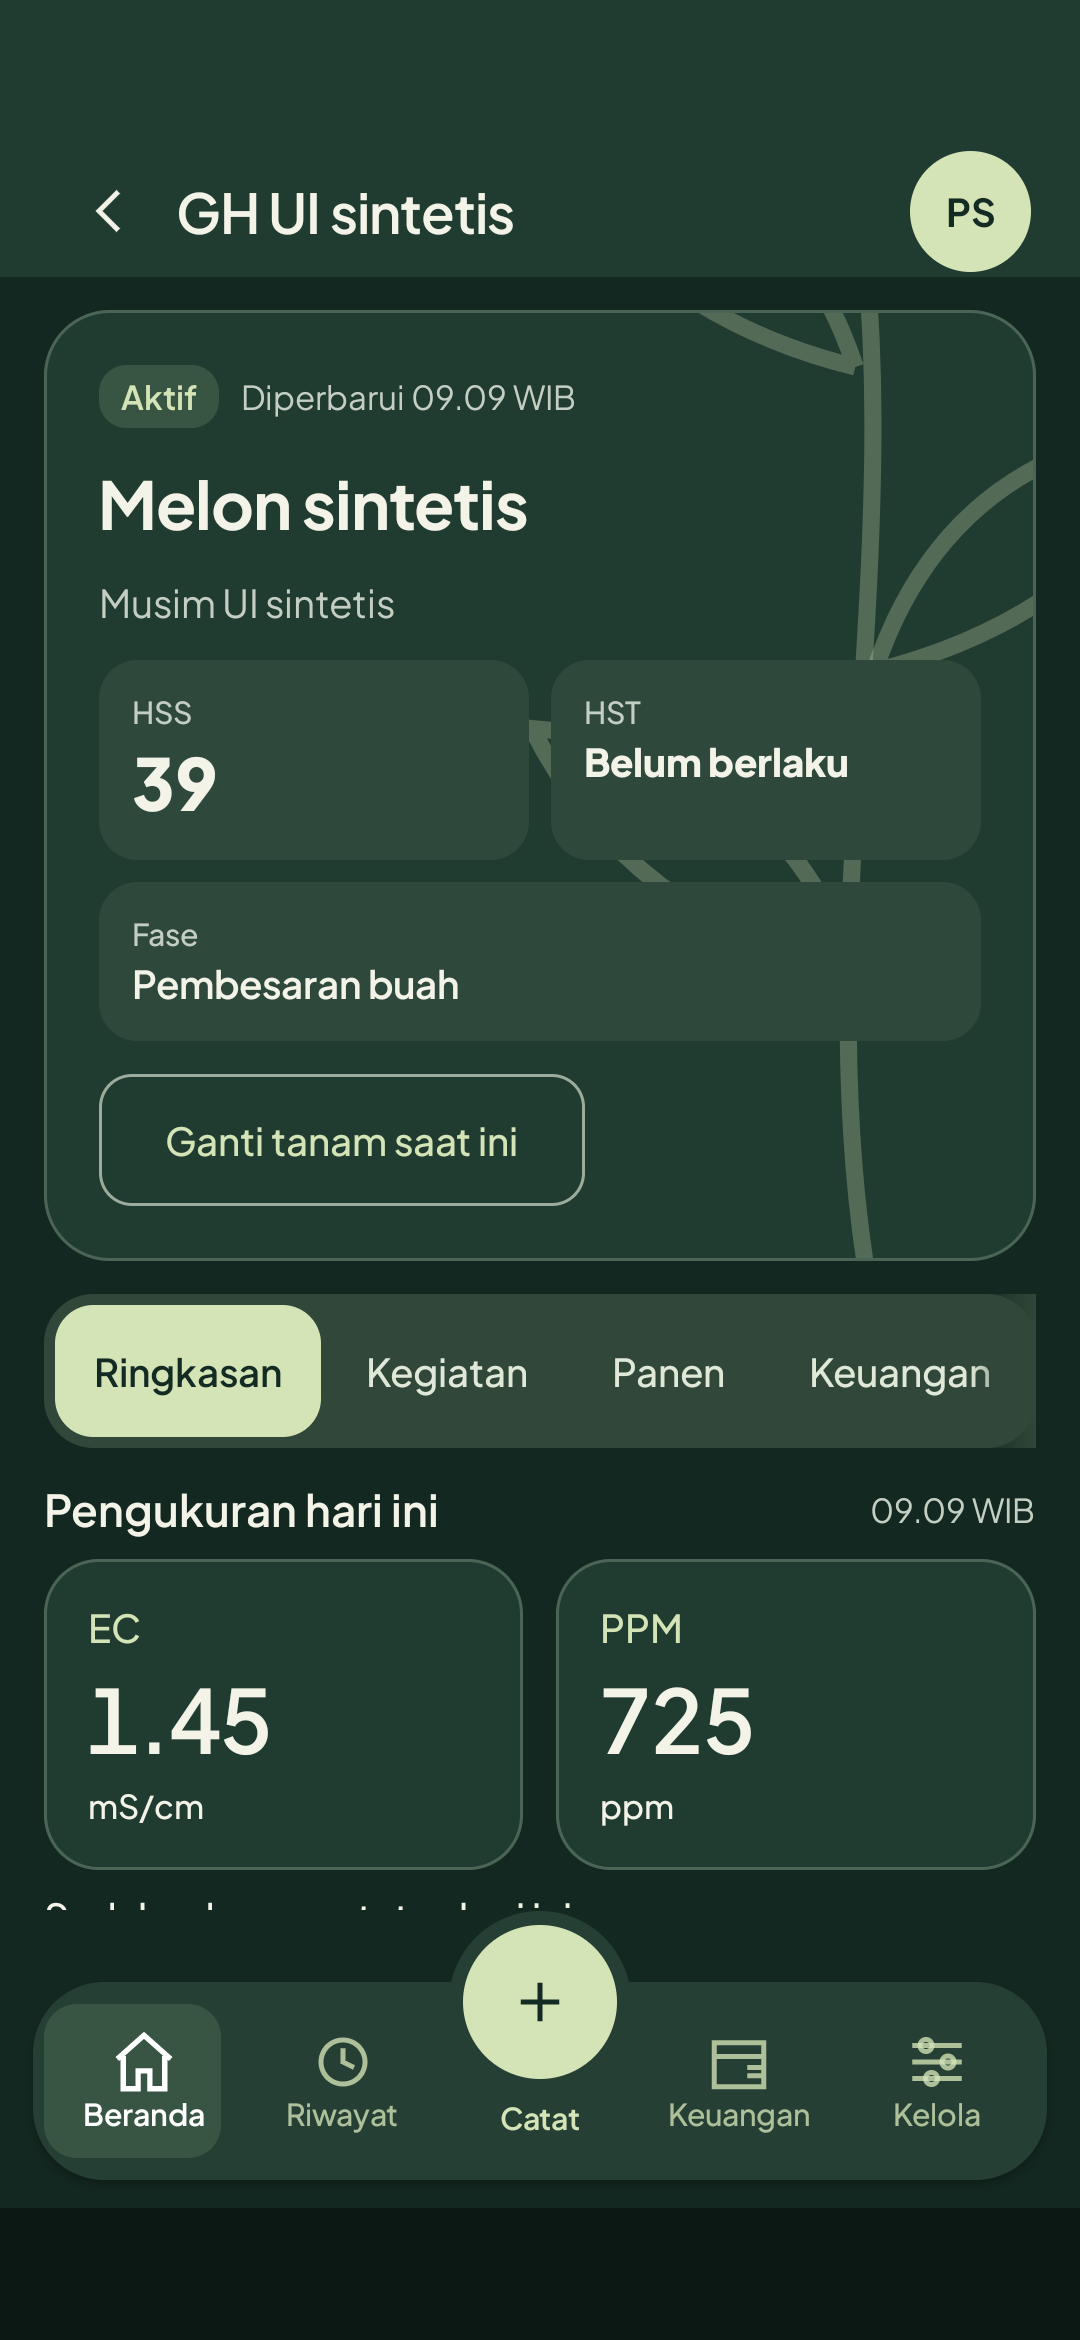 GH UI sintetis
PS
Aktif
Diperbarui 09.09 WIB
Melon sintetis
Musim UI sintetis
HSS
39
HST
Belum berlaku
Fase
Pembesaran buah
Ganti tanam saat ini
Ringkasan
Kegiatan
Panen
Keuangan
Pengukuran hari ini
09.09 WIB
EC
1.45
mS/cm
PPM
725
ppm
Beranda
Riwayat
Catat
Keuangan
Kelola